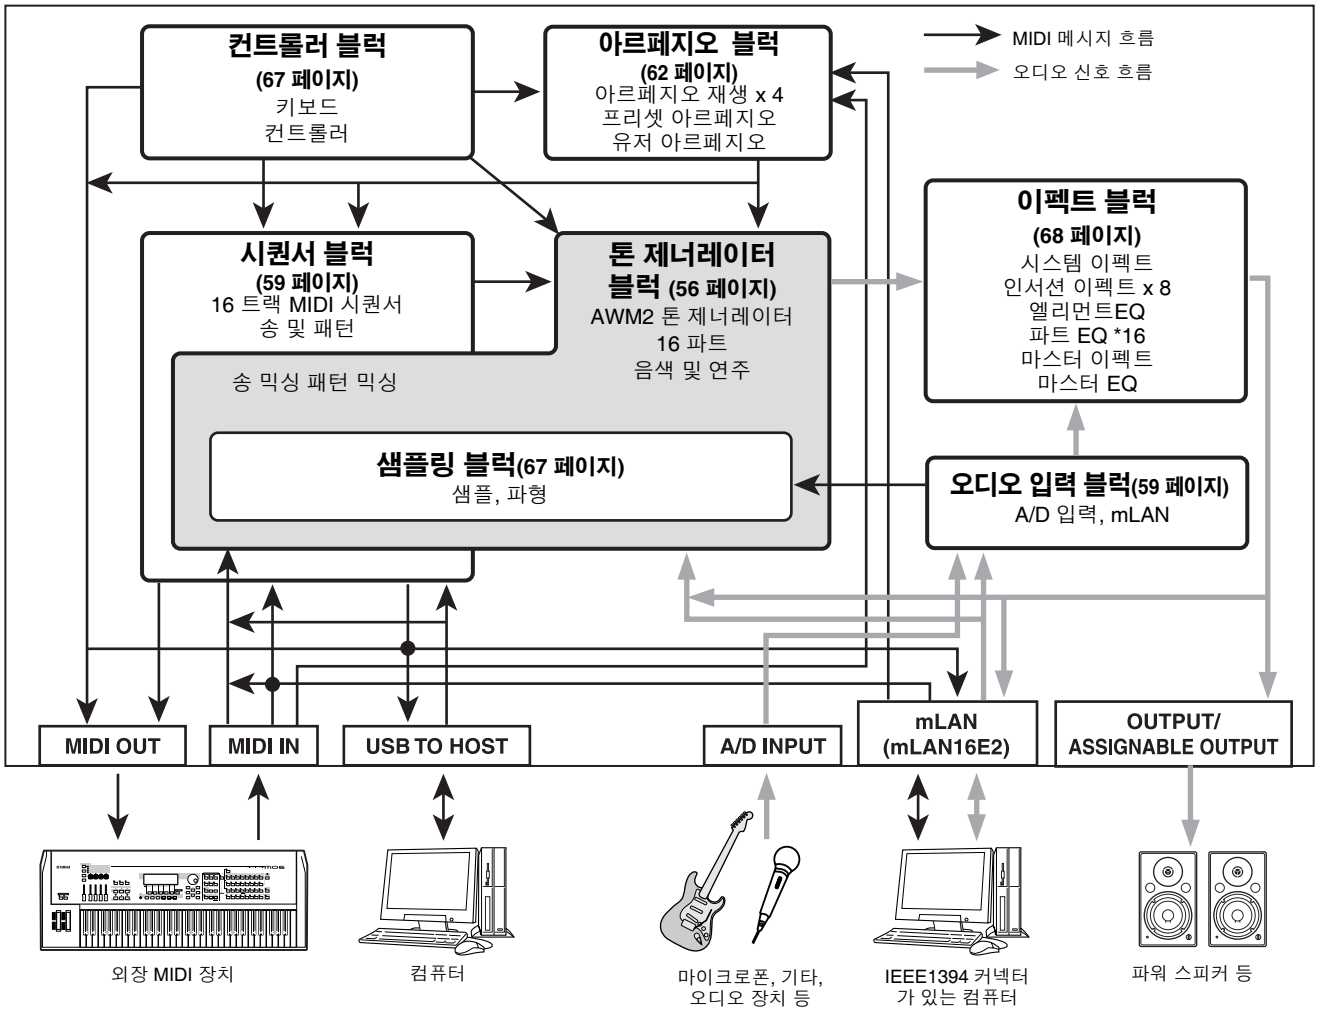 컨트롤러 블럭
(67 페이지)
키보드
컨트롤러
아르페지오 블럭
(62 페이지)
아르페지오 재생 x 4
프리셋 아르페지오
유저 아르페지오
MIDI 메시지 흐름
오디오 신호 흐름
시퀀서 블럭
(59 페이지)
16 트랙 MIDI 시퀀서
송 및 패턴
송 믹싱 패턴 믹싱
톤 제너레이터
블럭 (56 페이지)
AWM2 톤 제너레이터
16 파트
음색 및 연주
이펙트 블럭
(68 페이지)
시스템 이펙트
인서션 이펙트 x 8
엘리먼트EQ
파트 EQ *16
마스터 이펙트
마스터 EQ
샘플링 블럭(67 페이지)
샘플, 파형
오디오 입력 블럭(59 페이지)
A/D 입력, mLAN
MIDI OUT
MIDI IN
USB TO HOST
A/D INPUT
mLAN
(mLAN16E2)
OUTPUT/
ASSIGNABLE OUTPUT
외장 MIDI 장치
컴퓨터
마이크로폰, 기타,
오디오 장치 등
IEEE1394 커넥터
가 있는 컴퓨터
파워 스피커 등